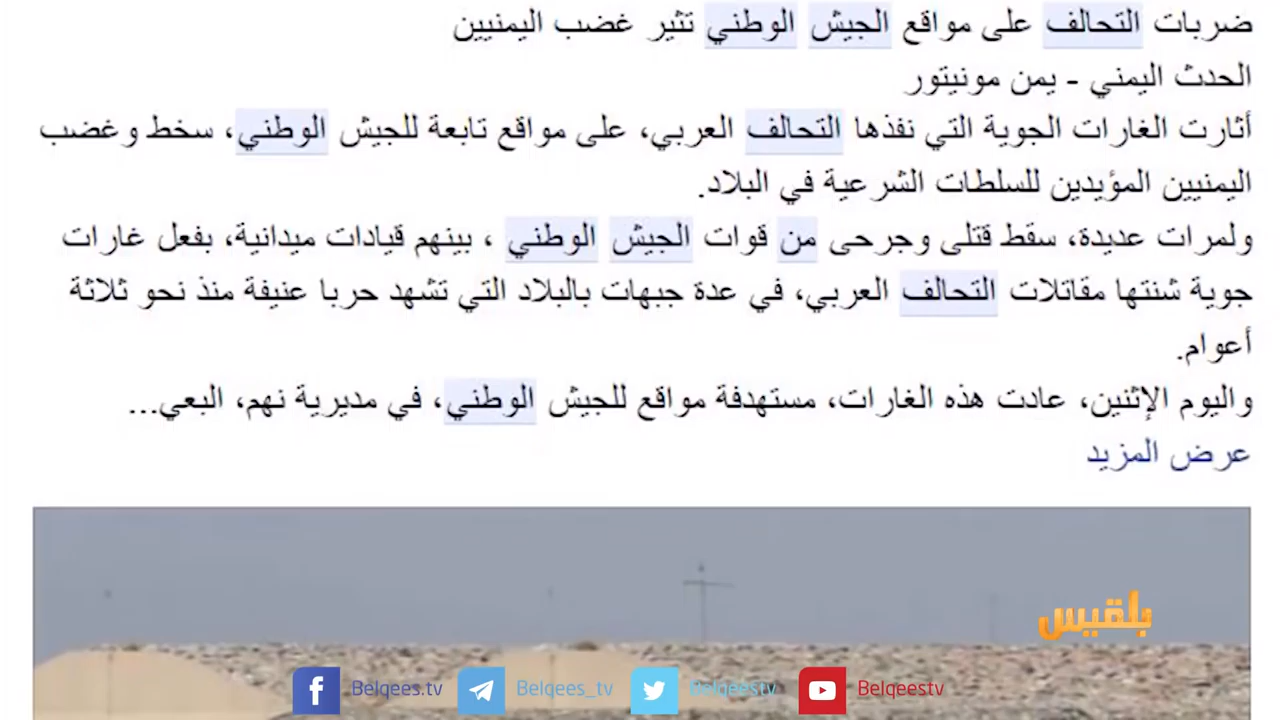 ضربات التحالف على مواقع الجيش الوطني تثير غضب اليمنيين
الحدث اليمني - يمن مونيتور
أثارت الغارات الجوية التي نفذها التحالف العربي، على مواقع تابعة للجيش الوطني، سخط وغضب
اليمنيين المؤيدين للسلطات الشرعية في البلاد.
ولمرات عديدة، سقط قتلى وجرحى من قوات الجيش الوطني ، بينهم قيادات ميدانية، بفعل غارات
جوية شنتها مقاتلات التحالف العربي، في عدة جبهات بالبلاد التي تشهد حربا عنيفة منذ نحو ثلاثة
أعوام.
واليوم الإثنين، عادت هذه الغارات، مستهدفة مواقع للجيش الوطني، في مديرية نهم، البعي...
عرض المزيد
بلقيس
Belqees.tv Belqees_tv Belqeestv Belqeestv